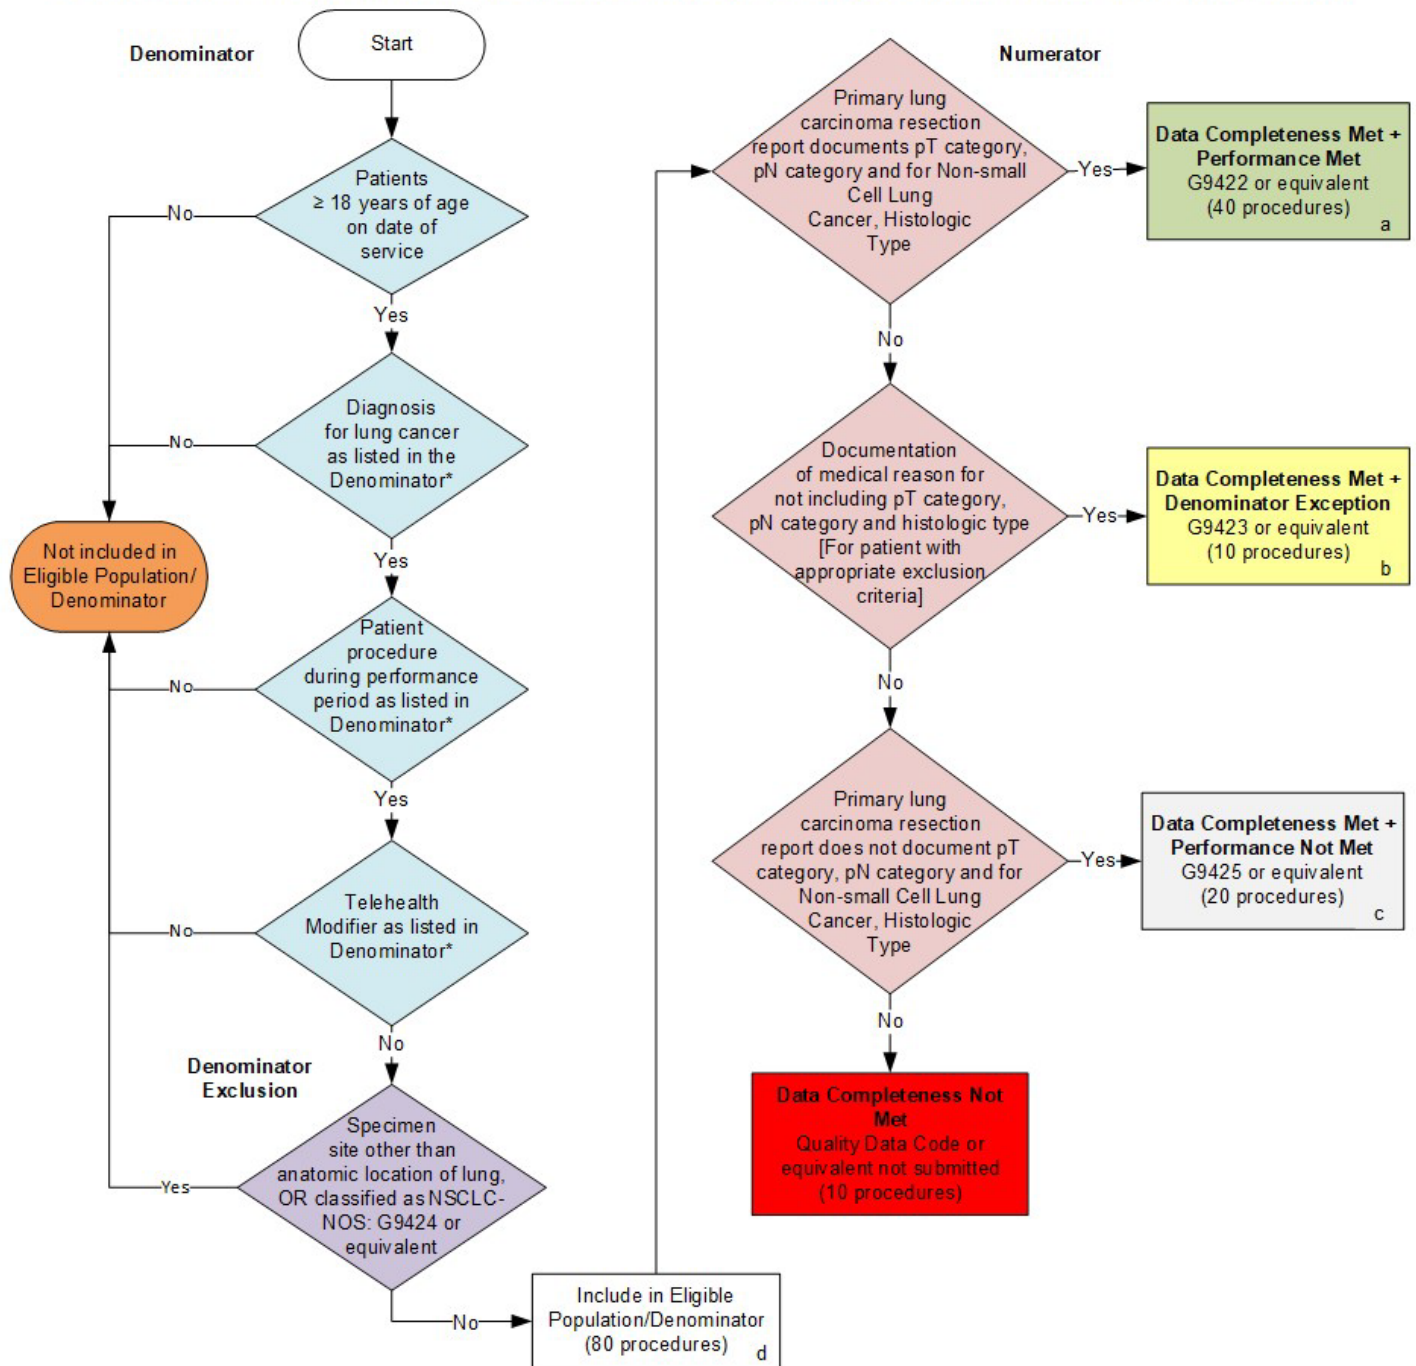 Denominator
Start
Patients
≥ 18 years of age
on date of
service
No
Yes
Diagnosis
for lung cancer
as listed in the
Denominator*
No
Yes
Not included in
Eligible Population/
Denominator
Patient
procedure
during performance
period as listed in
Denominator*
No
Yes
Telehealth
Modifier as listed in
Denominator*
No
No
Denominator
Exclusion
Specimen
site other than
anatomic location of lung,
OR classified as NSCLC-
NOS: G9424 or
equivalent
Yes
No
Include in Eligible
Population/Denominator
(80 procedures)
d
Numerator
Primary lung
carcinoma resection
report documents pT category,
pN category and for Non-small
Cell Lung
Cancer, Histologic
Type
Yes
Data Completeness Met +
Performance Met
G9422 or equivalent
(40 procedures)
a
No
Documentation
of medical reason for
not including pT category,
pN category and histologic type
[For patient with
appropriate exclusion
criteria]
Yes
Data Completeness Met +
Denominator Exception
G9423 or equivalent
(10 procedures)
b
No
Primary lung
carcinoma resection
report does not document pT
category, pN category and for
Non-small Cell Lung
Cancer, Histologic
Type
Yes
Data Completeness Met +
Performance Not Met
G9425 or equivalent
(20 procedures)
c
No
Data Completeness Not
Met
Quality Data Code or
equivalent not submitted
(10 procedures)